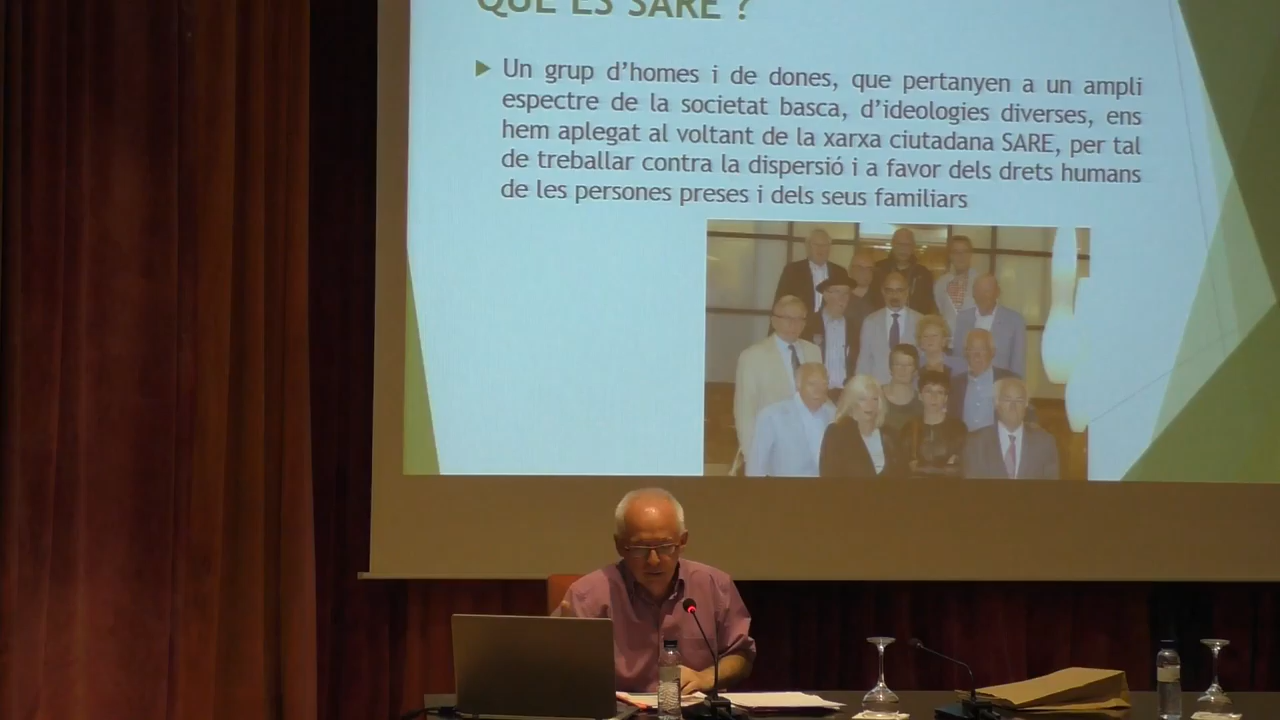 QUÈ ÉS SARE ?
Un grup d'homes i de dones, que pertanyen a un ampli
espectre de la societat basca, d'ideologies diverses, ens
hem aplegat al voltant de la xarxa ciutadana SARE, per tal
de treballar contra la dispersió i a favor dels drets humans
de les persones preses i dels seus familiars